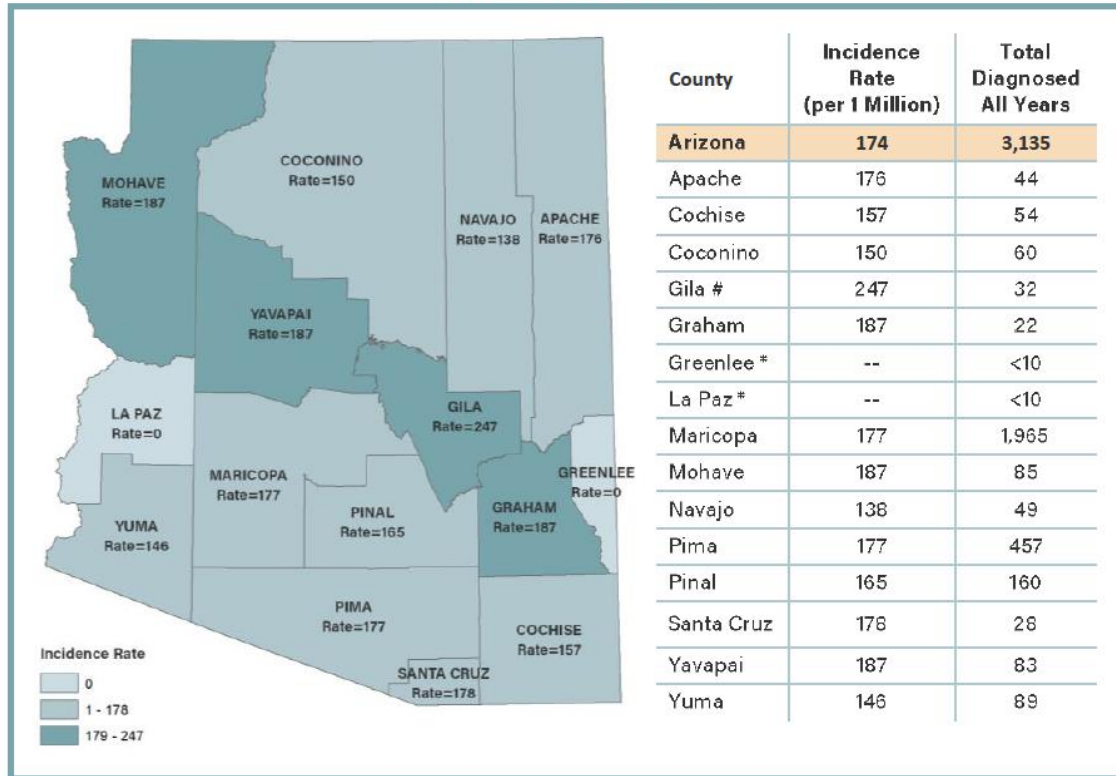 COCONINO
Rate=150
MOHAVE
Rate=187
NAVAJO
Rate=138
APACHE
Rate=176
YAVAPAI
Rate=187
LA PAZ
Rate=0
GILA
Rate=247
MARICOPA
Rate=177
GREENLEE
Rate=0
PINAL
Rate=165
GRAHAM
Rate=187
YUMA
Rate=146
PIMA
Rate=177
COCHISE
Rate=157
SANTA CRUZ
Rate=178
Incidence Rate
0
1 - 178
179 - 247
County Incidence Rate (per 1 Million) Total Diagnosed All Years
Arizona 174 3,135
Apache 176 44
Cochise 157 54
Coconino 150 60
Gila # 247 32
Graham 187 22
Greenlee * -- <10
La Paz * -- <10
Maricopa 177 1,965
Mohave 187 85
Navajo 138 49
Pima 177 457
Pinal 165 160
Santa Cruz 178 28
Yavapai 187 83
Yuma 146 89